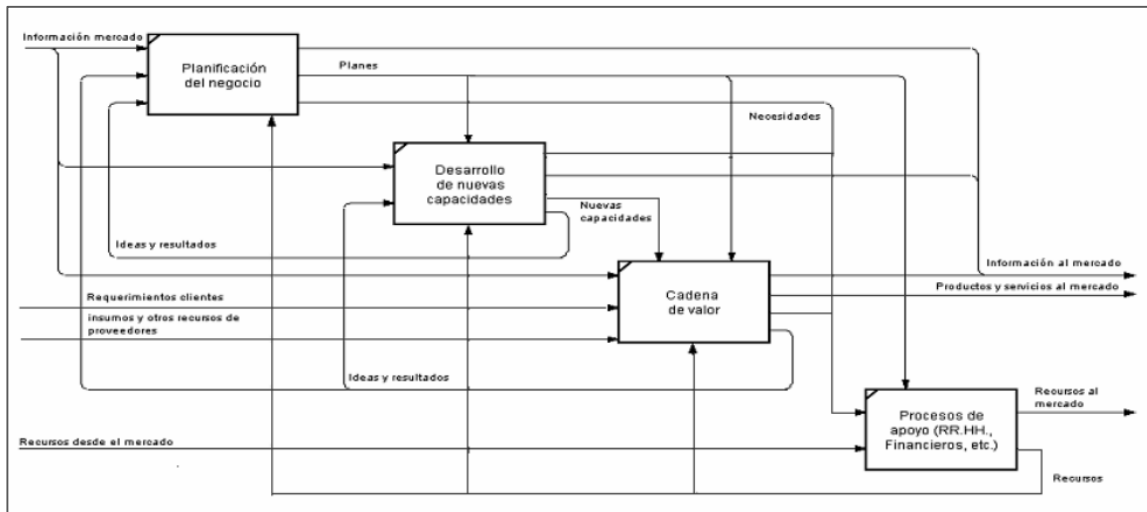 Información mercado
Planificación
del negocio
Planes
Necesidades
Desarrollo
de nuevas
capacidades
Nuevas
capacidades
Ideas y resultados
Información al mercado
Productos y servicios al mercado
Requerimientos clientes
insumos y otros recursos de
proveedores
Cadena
de valor
Ideas y resultados
Recursos al
mercado
Procesos de
apoyo (RR.HH.,
Financieros, etc.)
Recursos desde el mercado
Recursos